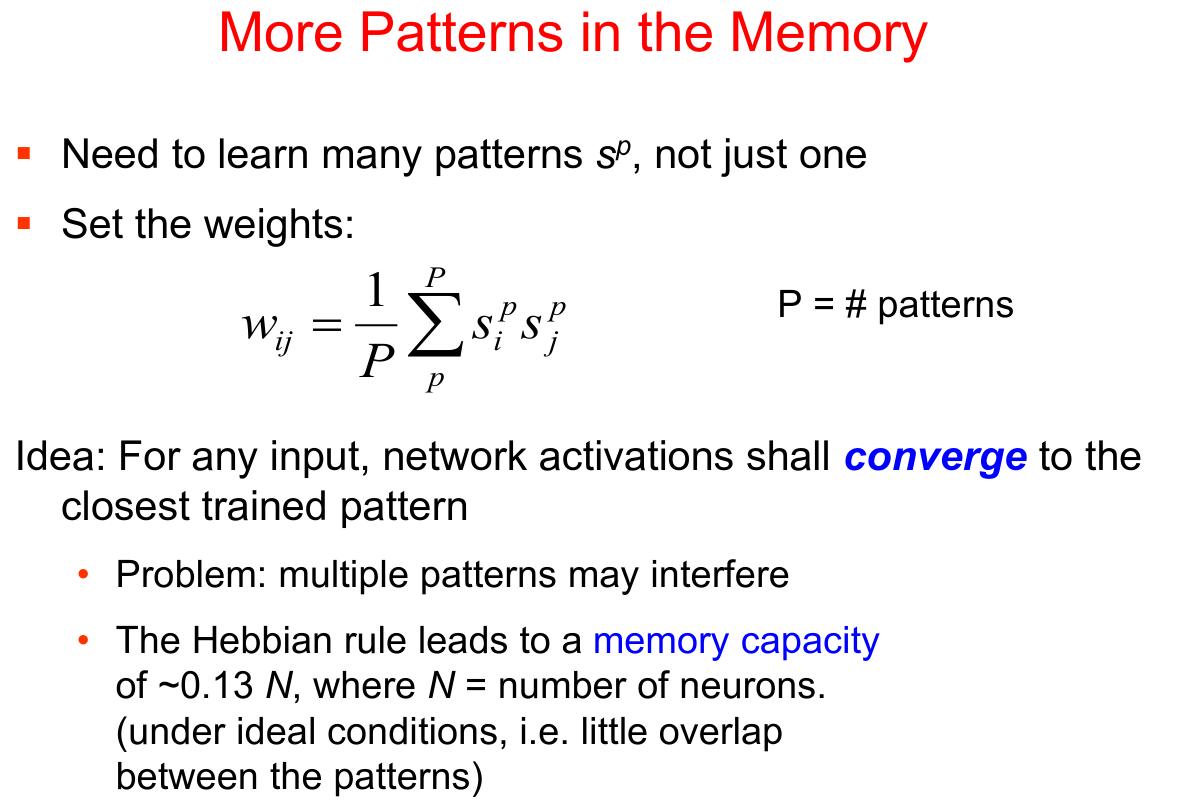 More Patterns in the Memory
▪ Need to learn many patterns sᵖ, not just one
▪ Set the weights:
w_{ij} = \frac{1}{P} \sum_{p}^{P} s_i^p s_j^p
P = # patterns
Idea: For any input, network activations shall converge to the
closest trained pattern
• Problem: multiple patterns may interfere
• The Hebbian rule leads to a memory capacity
of ~0.13 N, where N = number of neurons.
(under ideal conditions, i.e. little overlap
between the patterns)